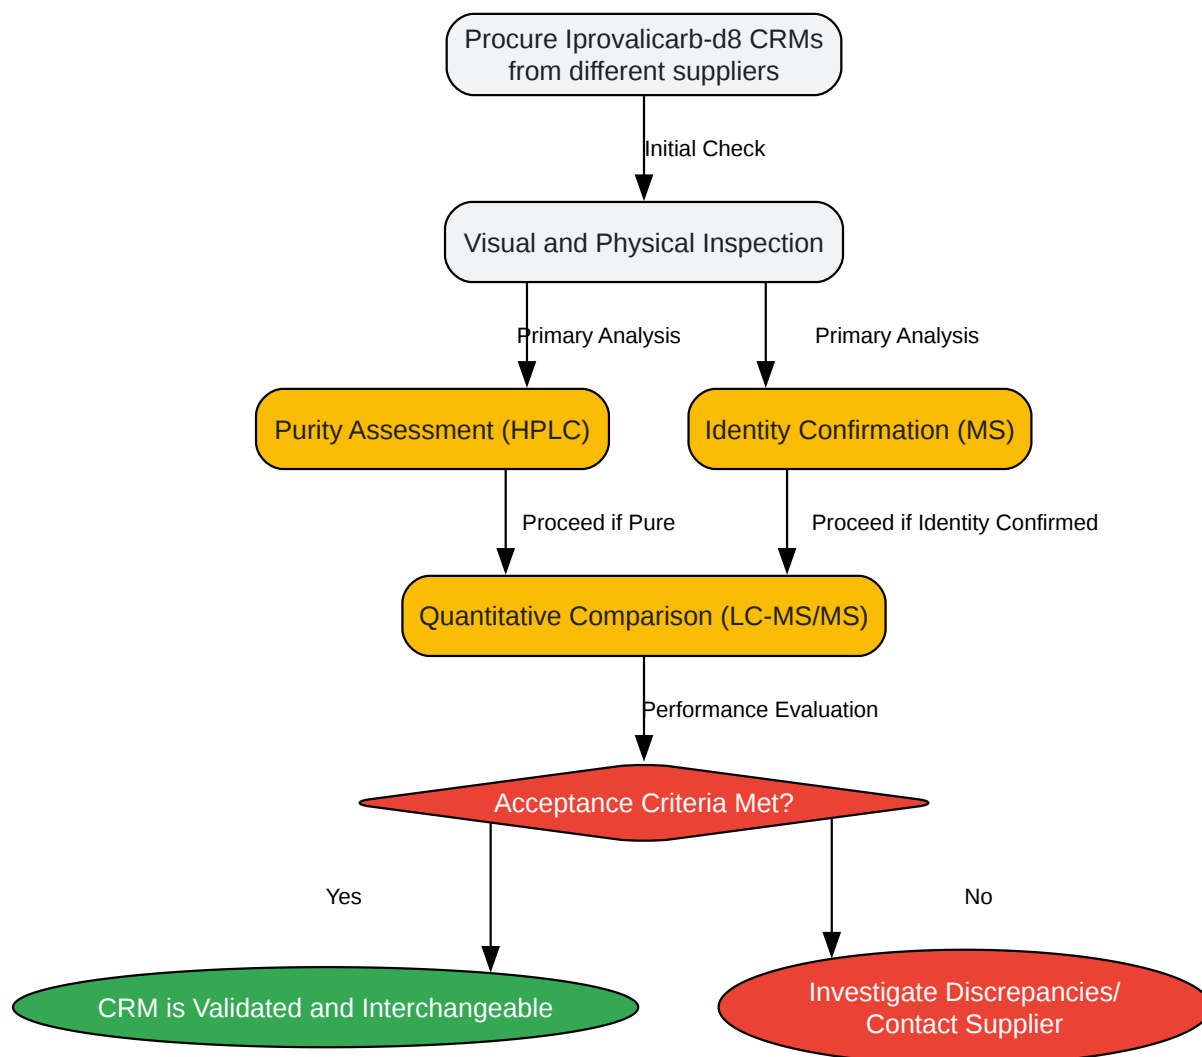 Procure Iprovalicarb-d8 CRMs
from different suppliers
Initial Check
Visual and Physical Inspection
Primary Analysis
Primary Analysis
Purity Assessment (HPLC)
Identity Confirmation (MS)
Proceed if Pure
Proceed if Identity Confirmed
Quantitative Comparison (LC-MS/MS)
Performance Evaluation
Acceptance Criteria Met?
Yes
No
CRM is Validated and Interchangeable
Investigate Discrepancies/
Contact Supplier